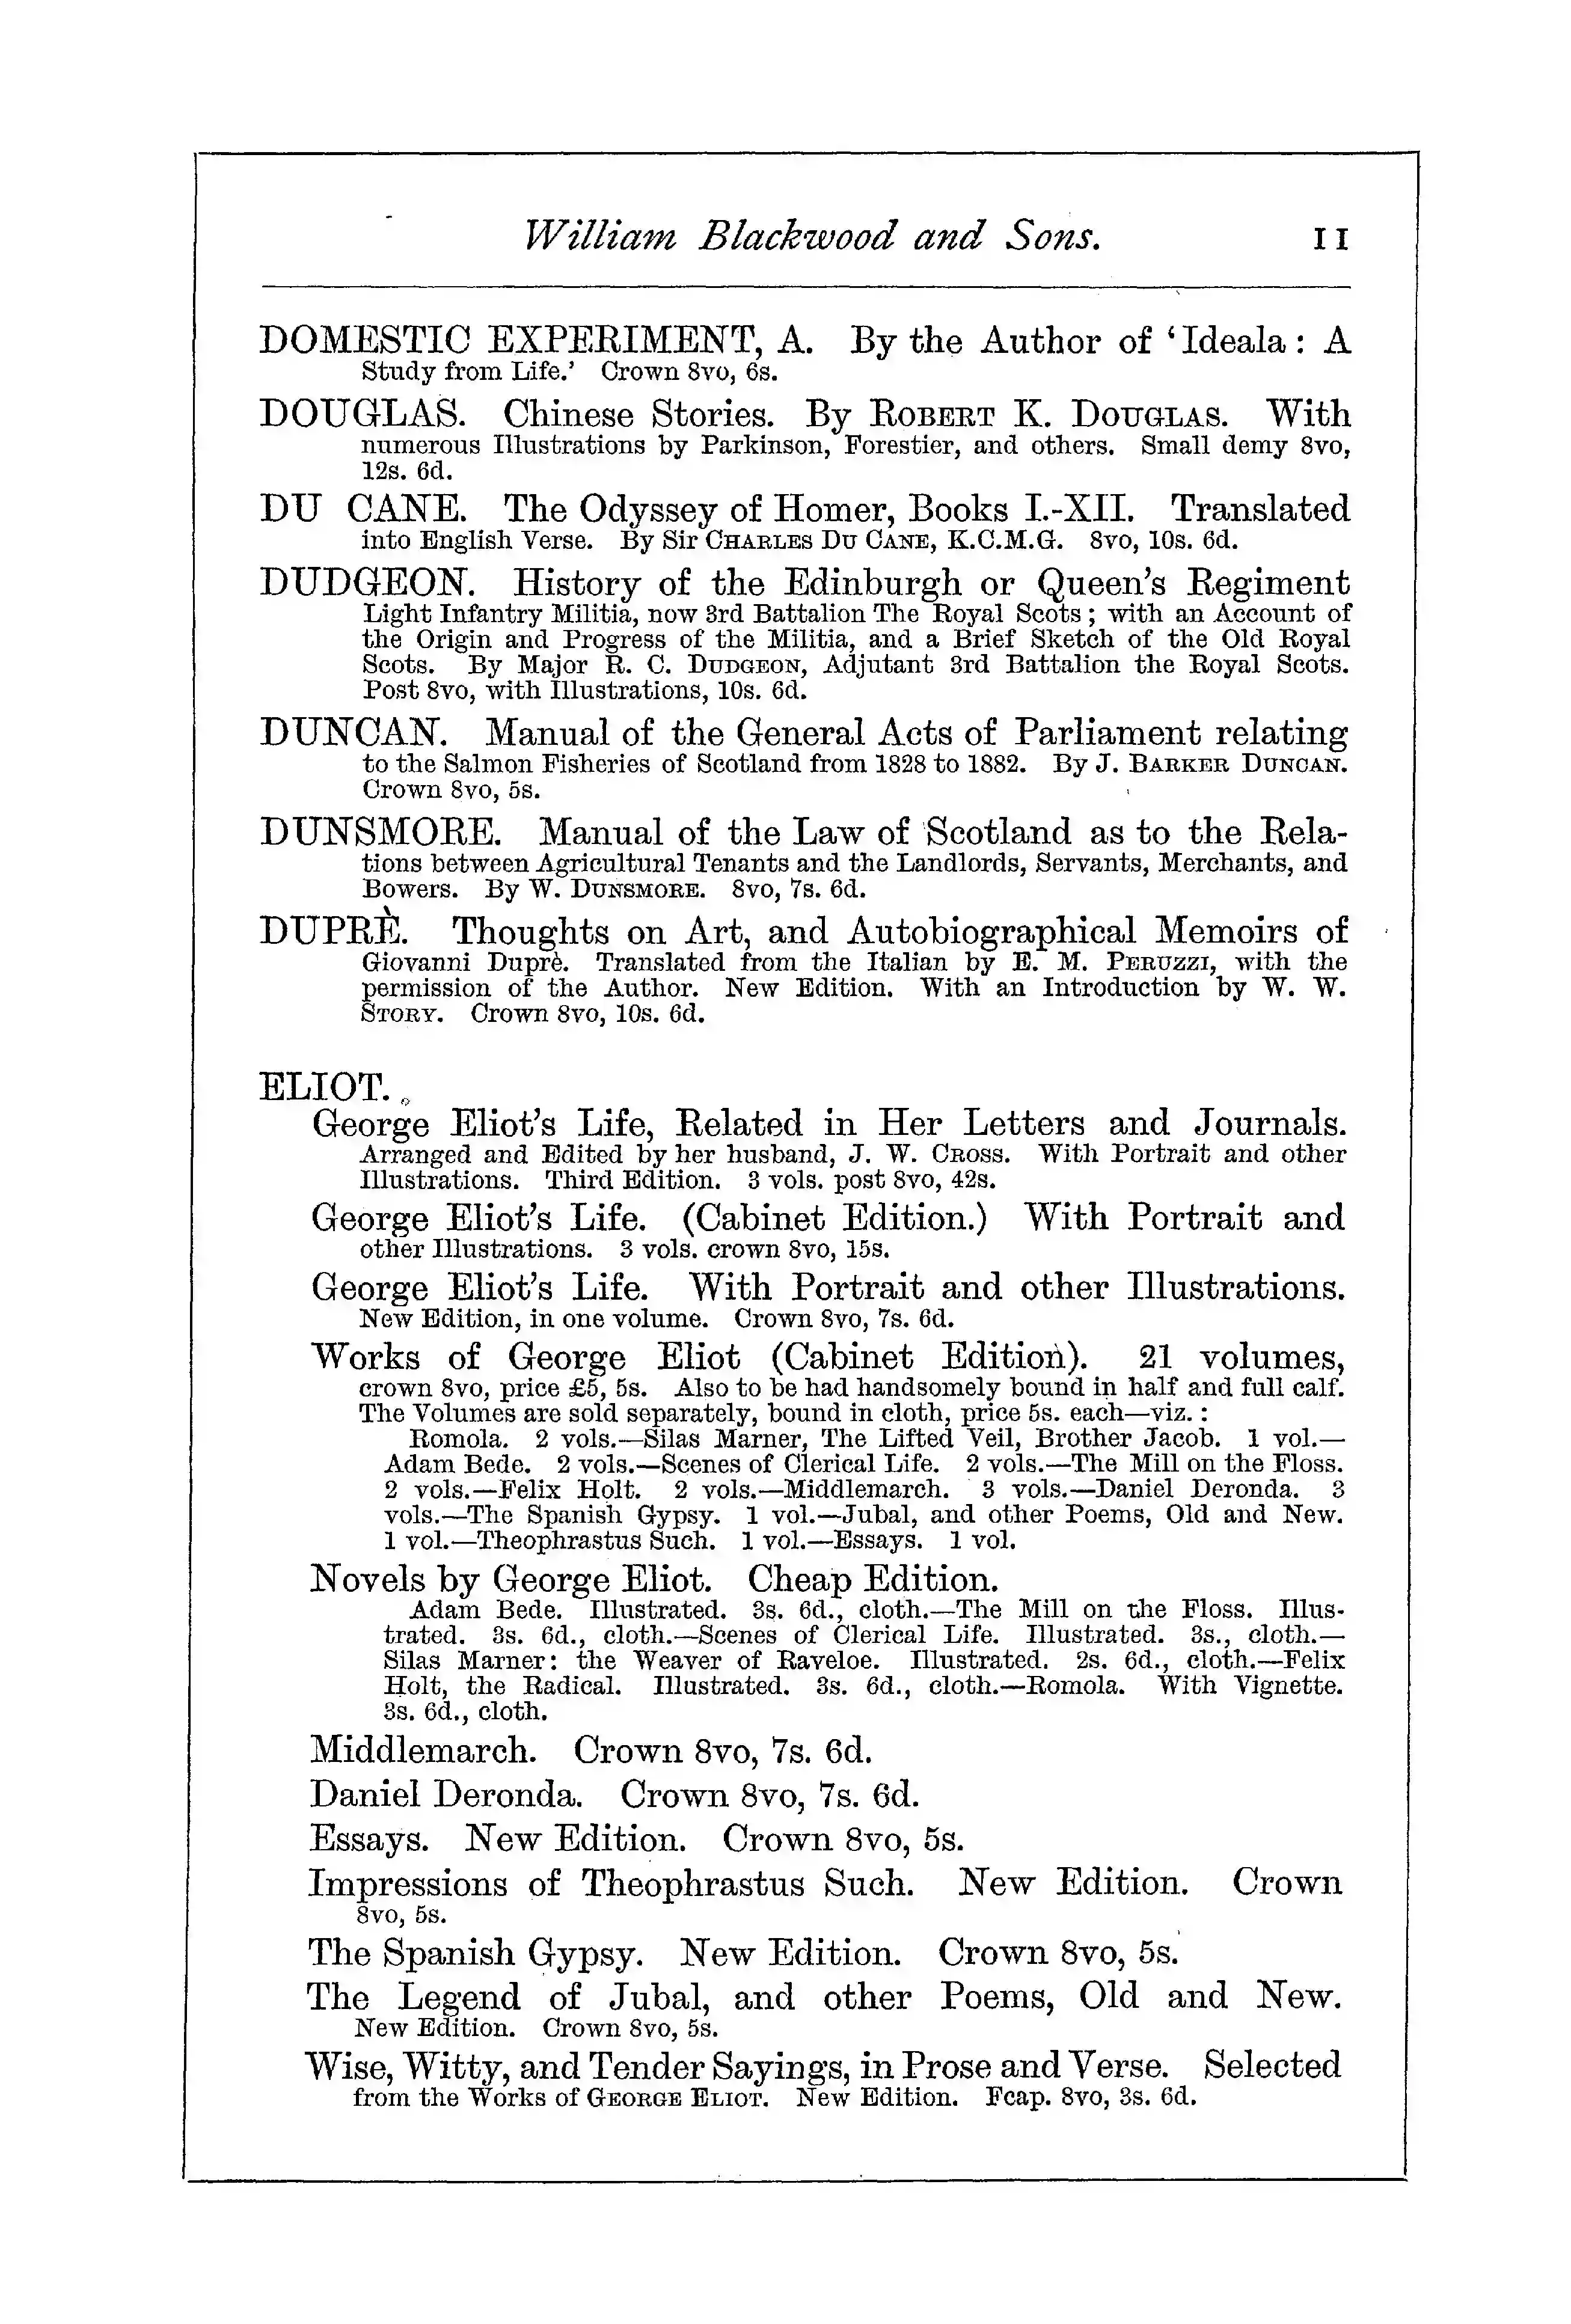 William Blackwood and Sons. 11
DOMESTIC EXPERIMENT, A. By the Author of ‘Ideala: A
Study from Life.’ Crown 8vo, 6s.
DOUGLAS. Chinese Stories. By ROBERT K. DOUGLAS. With
numerous Illustrations by Parkinson, Forestier, and others. Small demy 8vo,
12s. 6d.
DU CANE. The Odyssey of Homer, Books I.-XII. Translated
into English Verse. By Sir CHARLES DU CANE, K.C.M.G. 8vo, 10s. 6d.
DUDGEON. History of the Edinburgh or Queen's Regiment
Light Infantry Militia, now 3rd Battalion The Royal Scots; with an Account of
the Origin and Progress of the Militia, and a Brief Sketch of the Old Royal
Scots. By Major R. C. DUDGEON, Adjutant 3rd Battalion the Royal Scots.
Post 8vo, with Illustrations, 10s. 6d.
DUNCAN. Manual of the General Acts of Parliament relating
to the Salmon Fisheries of Scotland from 1828 to 1882. By J. BARKER DUNCAN.
Crown 8vo, 5s.
DUNSMORE. Manual of the Law of Scotland as to the Rela-
tions between Agricultural Tenants and the Landlords, Servants, Merchants, and
Bowers. By W. DUNSMORE. 8vo, 7s. 6d.
DUPRÈ. Thoughts on Art, and Autobiographical Memoirs of
Giovanni Duprè. Translated from the Italian by E. M. PERUZZI, with the
permission of the Author. New Edition. With an Introduction by W. W.
STORY. Crown 8vo, 10s. 6d.
ELIOT.
George Eliot's Life, Related in Her Letters and Journals.
Arranged and Edited by her husband, J. W. CROSS. With Portrait and other
Illustrations. Third Edition. 3 vols. post 8vo, 42s.
George Eliot's Life. (Cabinet Edition.) With Portrait and
other Illustrations. 3 vols. crown 8vo, 15s.
George Eliot's Life. With Portrait and other Illustrations.
New Edition, in one volume. Crown 8vo, 7s. 6d.
Works of George Eliot (Cabinet Edition). 21 volumes,
crown 8vo, price £5, 5s. Also to be had handsomely bound in half and full calf.
The Volumes are sold separately, bound in cloth, price 5s. each—viz.:
Romola. 2 vols.—Silas Marner, The Lifted Veil, Brother Jacob. 1 vol.—
Adam Bede. 2 vols.—Scenes of Clerical Life. 2 vols.—The Mill on the Floss.
2 vols.—Felix Holt. 2 vols.—Middlemarch. 3 vols.—Daniel Deronda. 3
vols.—The Spanish Gypsy. 1 vol.—Jubal, and other Poems, Old and New.
1 vol.—Theophrastus Such. 1 vol.—Essays. 1 vol.
Novels by George Eliot. Cheap Edition.
Adam Bede. Illustrated. 3s. 6d., cloth.—The Mill on the Floss. Illus-
trated. 3s. 6d., cloth.—Scenes of Clerical Life. Illustrated. 3s., cloth.—
Silas Marner: the Weaver of Raveloe. Illustrated. 2s. 6d., cloth.—Felix
Holt, the Radical. Illustrated. 3s. 6d., cloth.—Romola. With Vignette.
3s. 6d., cloth.
Middlemarch. Crown 8vo, 7s. 6d.
Daniel Deronda. Crown 8vo, 7s. 6d.
Essays. New Edition. Crown 8vo, 5s.
Impressions of Theophrastus Such. New Edition. Crown
8vo, 5s.
The Spanish Gypsy. New Edition. Crown 8vo, 5s.
The Legend of Jubal, and other Poems, Old and New.
New Edition. Crown 8vo, 5s.
Wise, Witty, and Tender Sayings, in Prose and Verse. Selected
from the Works of GEORGE ELIOT. New Edition. Fcap. 8vo, 3s. 6d.